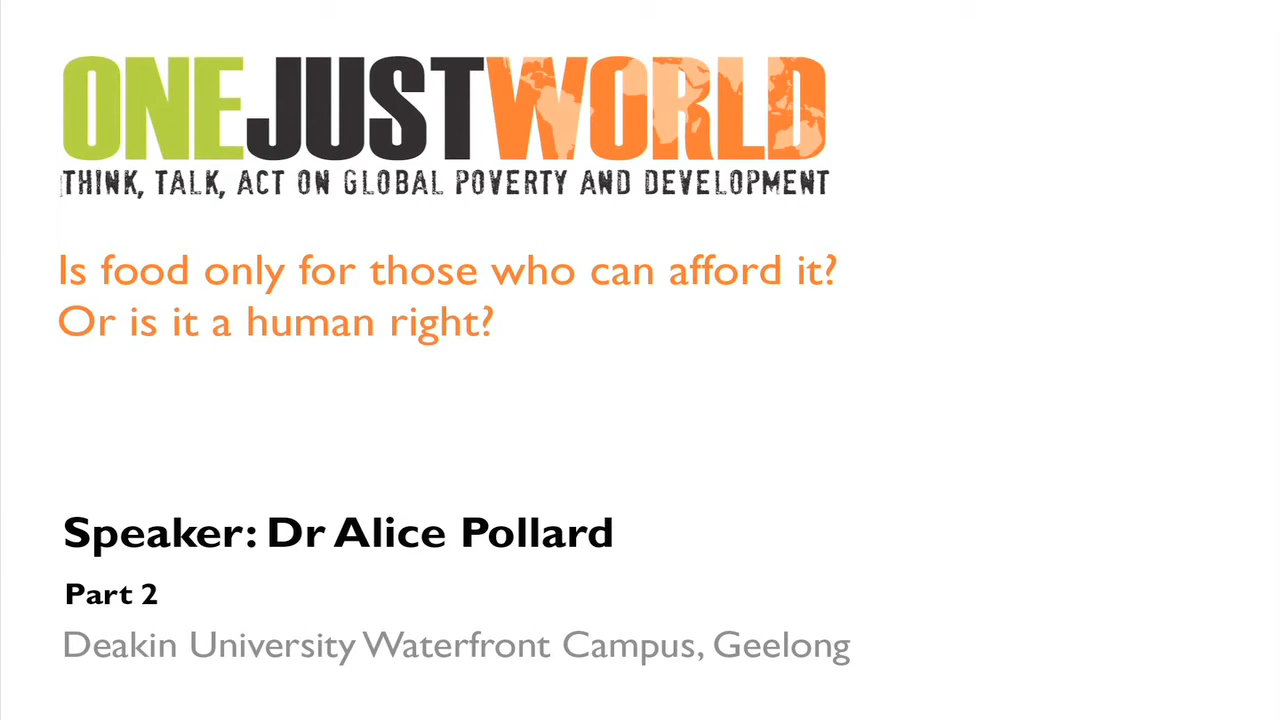 ONEJUSTWORLD
THINK, TALK, ACT ON GLOBAL POVERTY AND DEVELOPMENT
Is food only for those who can afford it?
Or is it a human right?
Speaker: Dr Alice Pollard
Part 2
Deakin University Waterfront Campus, Geelong